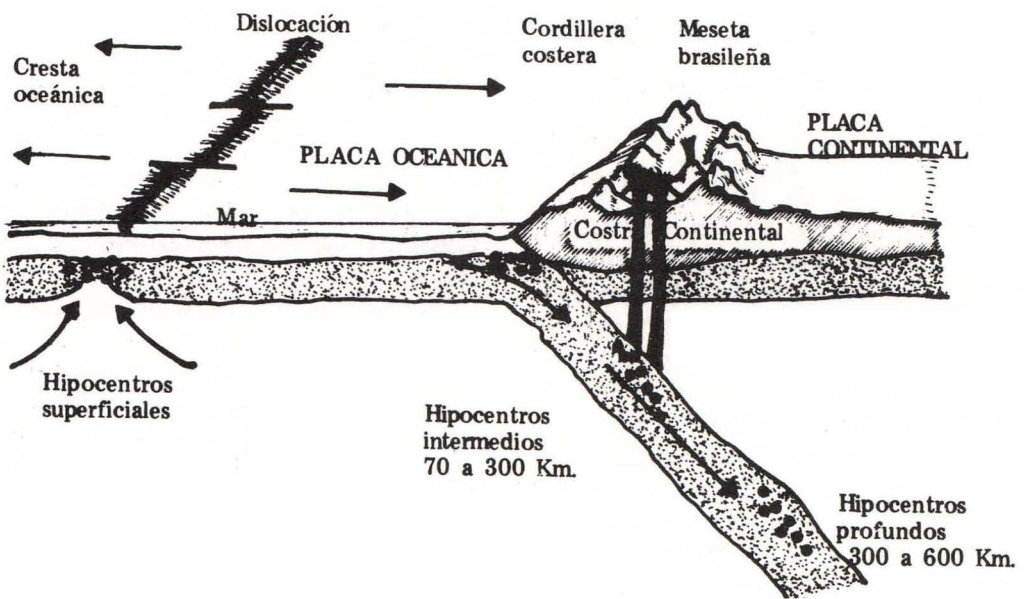 Dislocación
Cresta
oceánica
Cordillera
costera
Meseta
brasileña
PLACA OCEANICA
PLACA
CONTINENTAL
Mar
Costr Continental
Hipocentros
superficiales
Hipocentros
intermedios
70 a 300 Km.
Hipocentros
profundos
300 a 600 Km.